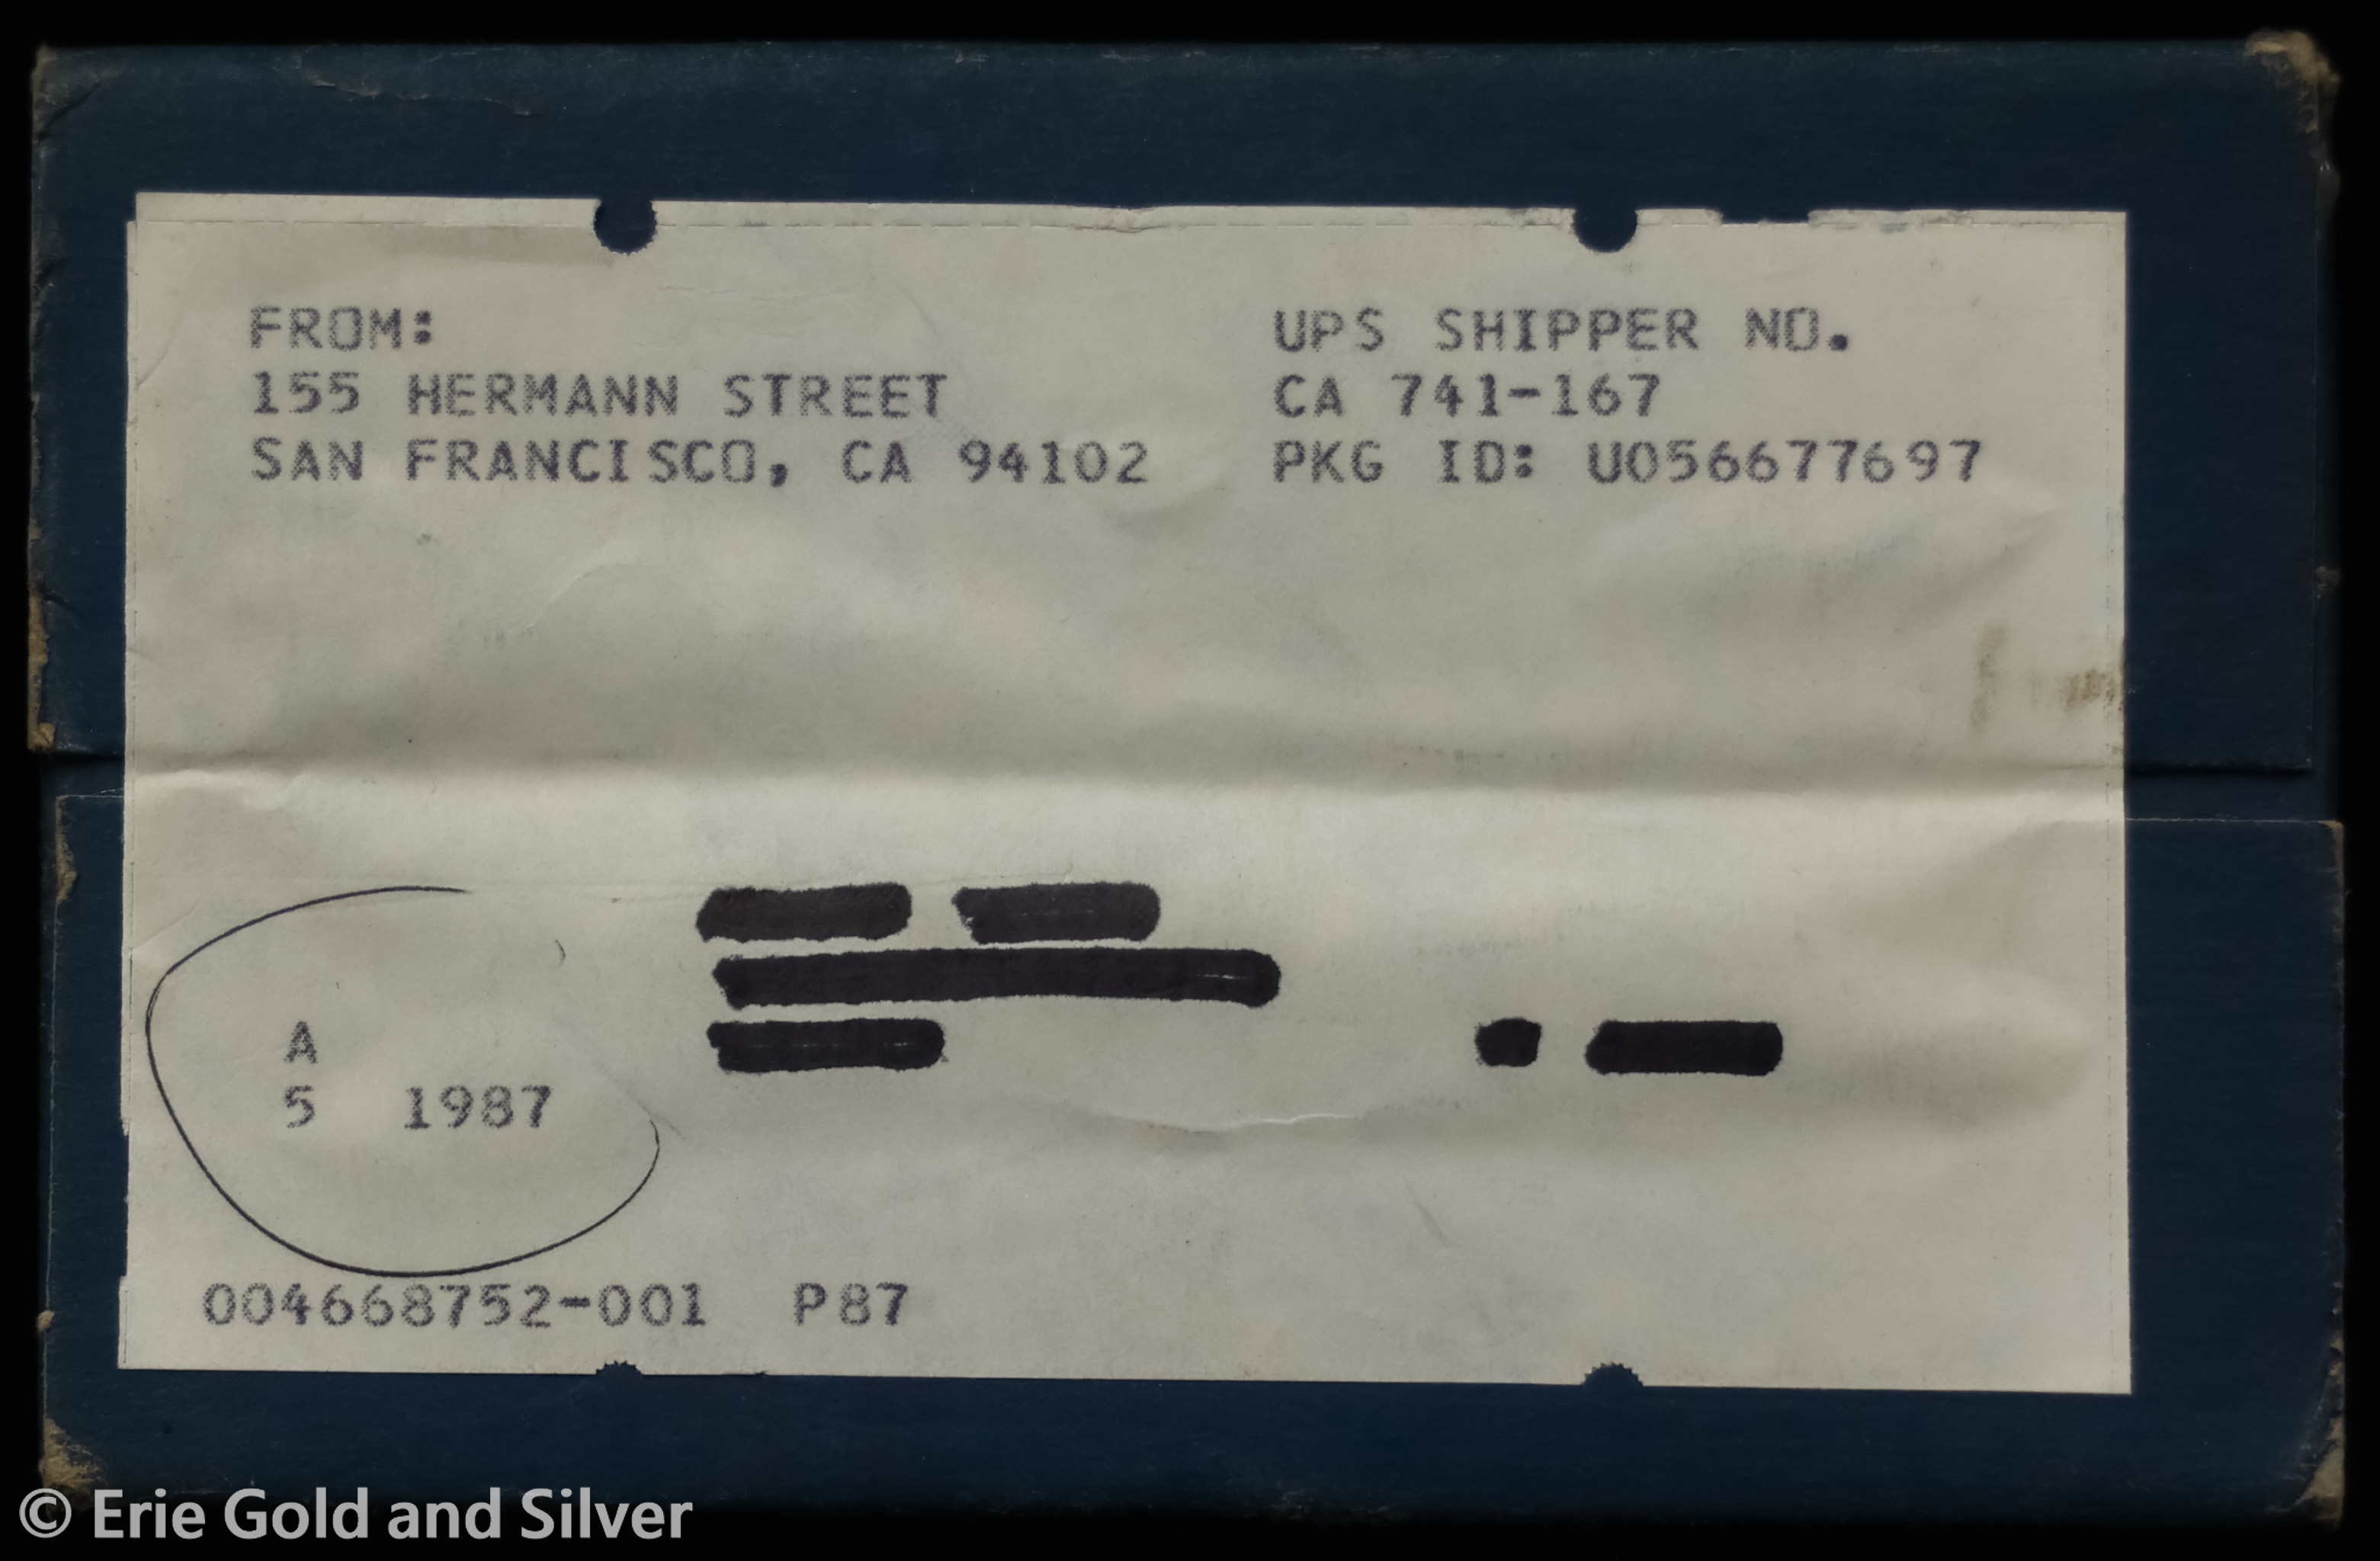 FROM:
155 HERMANN STREET
SAN FRANCISCO, CA 94102
UPS SHIPPER NO.
CA 741-167
PKG ID: U056677697
A
5 1987
004668752-001 P87
© Erie Gold and Silver